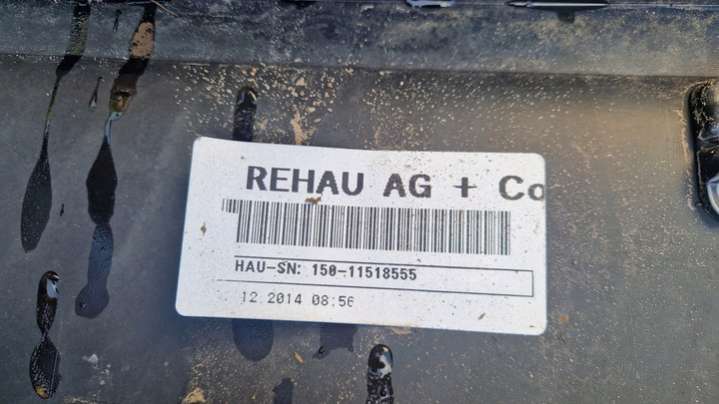 REHAU AG + Co
HAU-SN: 150-11518555
12.2014 08:56